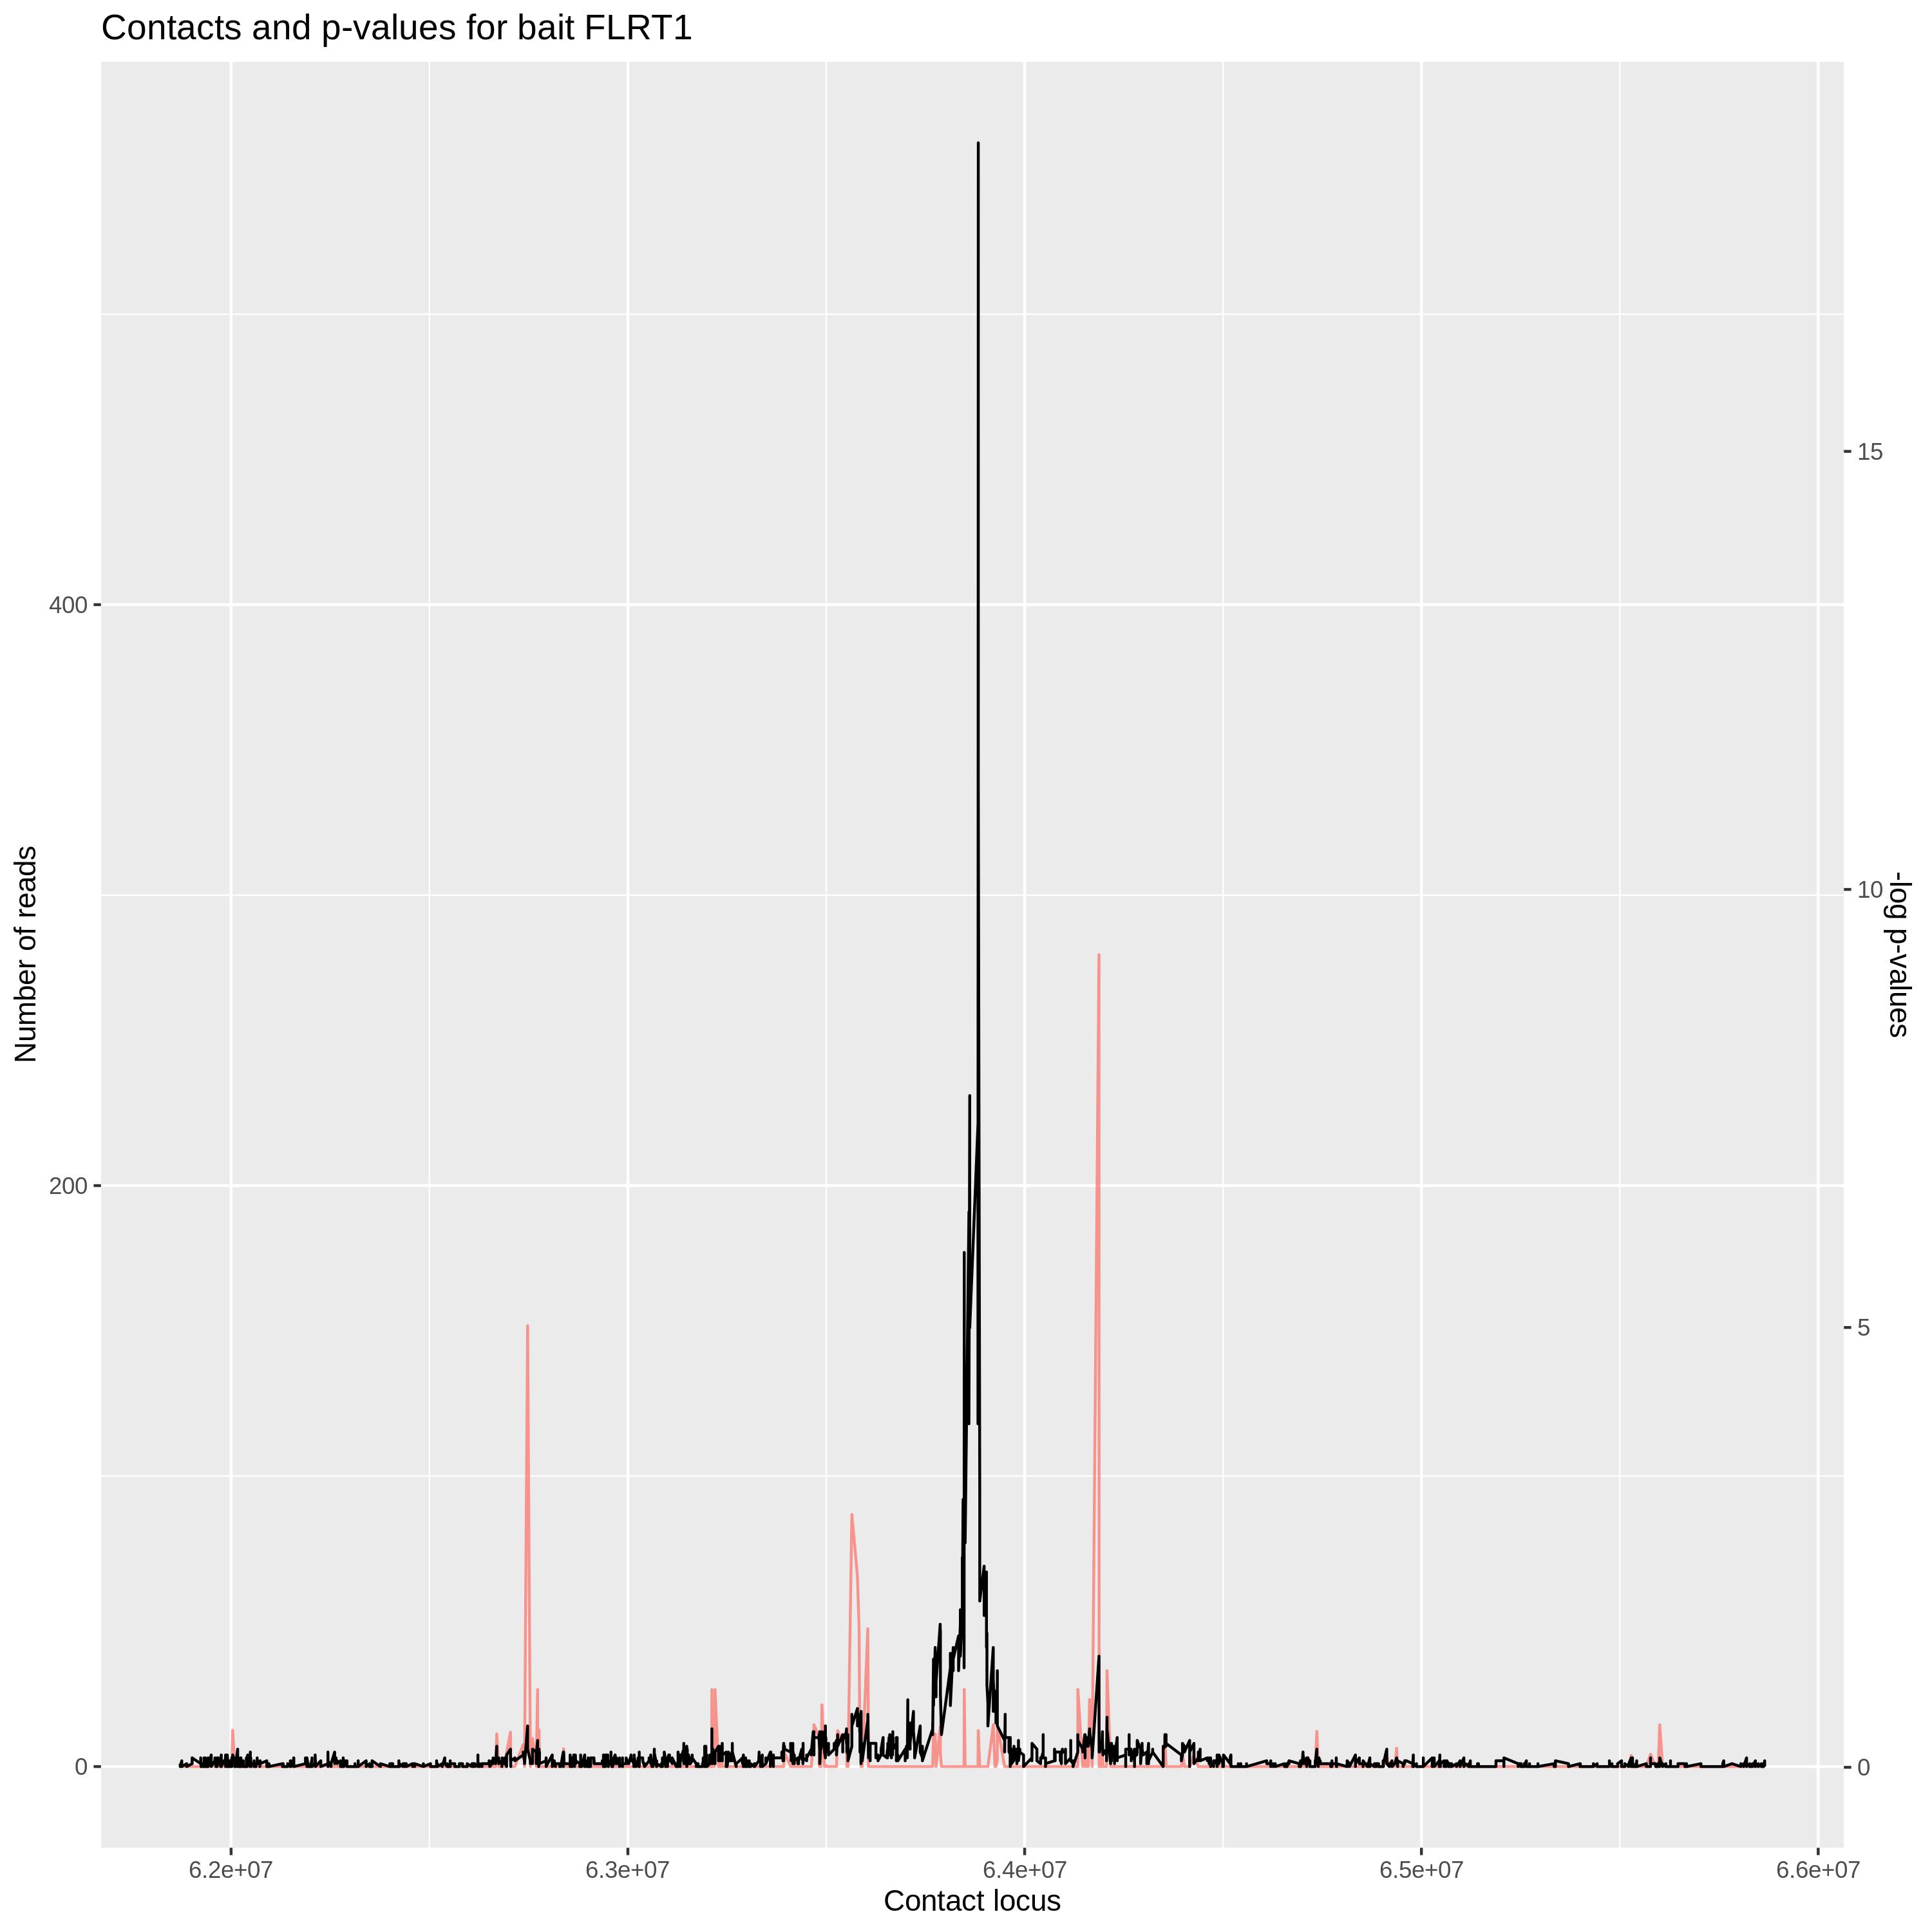 Contacts and p-values for bait FLRT1
Number of reads
400
200
0
15
10
5
0
-log p-values
6.2e+07
6.3e+07
6.4e+07
6.5e+07
6.6e+07
Contact locus